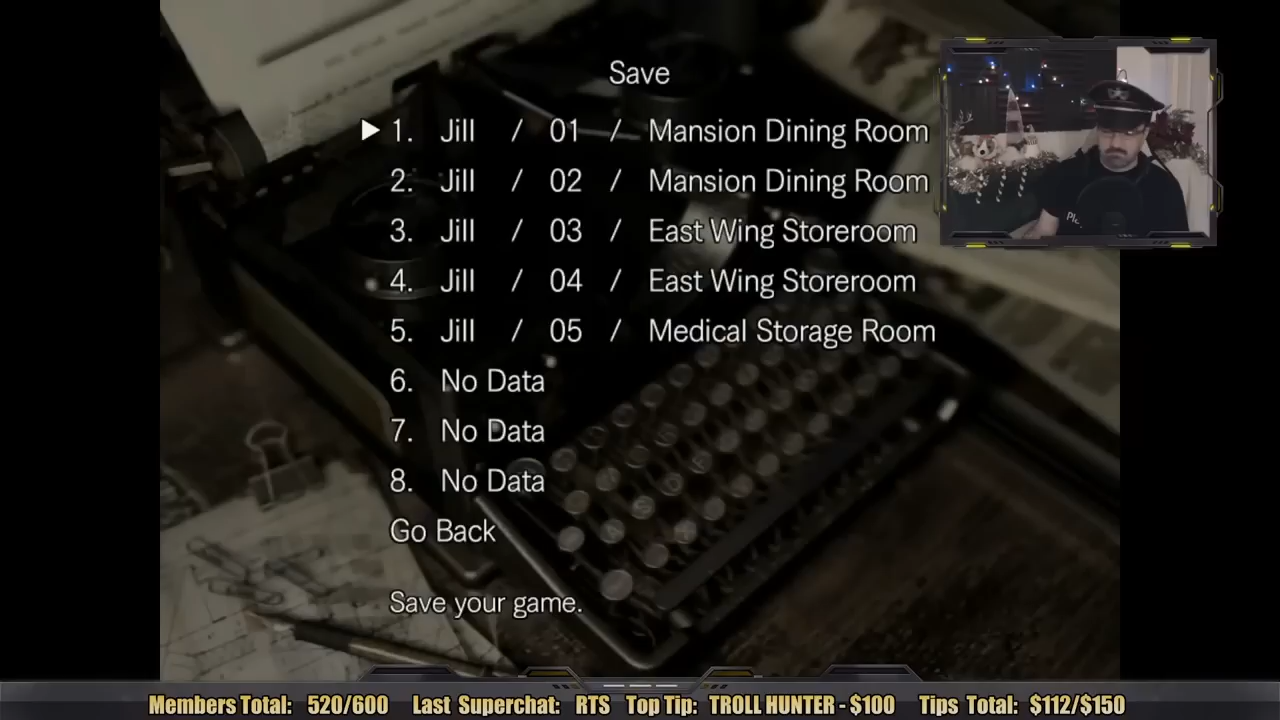 Save
1. Jill / 01 / Mansion Dining Room
2. Jill / 02 / Mansion Dining Room
3. Jill / 03 / East Wing Storeroom
4. Jill / 04 / East Wing Storeroom
5. Jill / 05 / Medical Storage Room
6. No Data
7. No Data
8. No Data
Go Back
Save your game.
Members Total: 520/600 Last Superchat: RTS Top Tip: TROLL HUNTER - $100 Tips Total: $112/$150